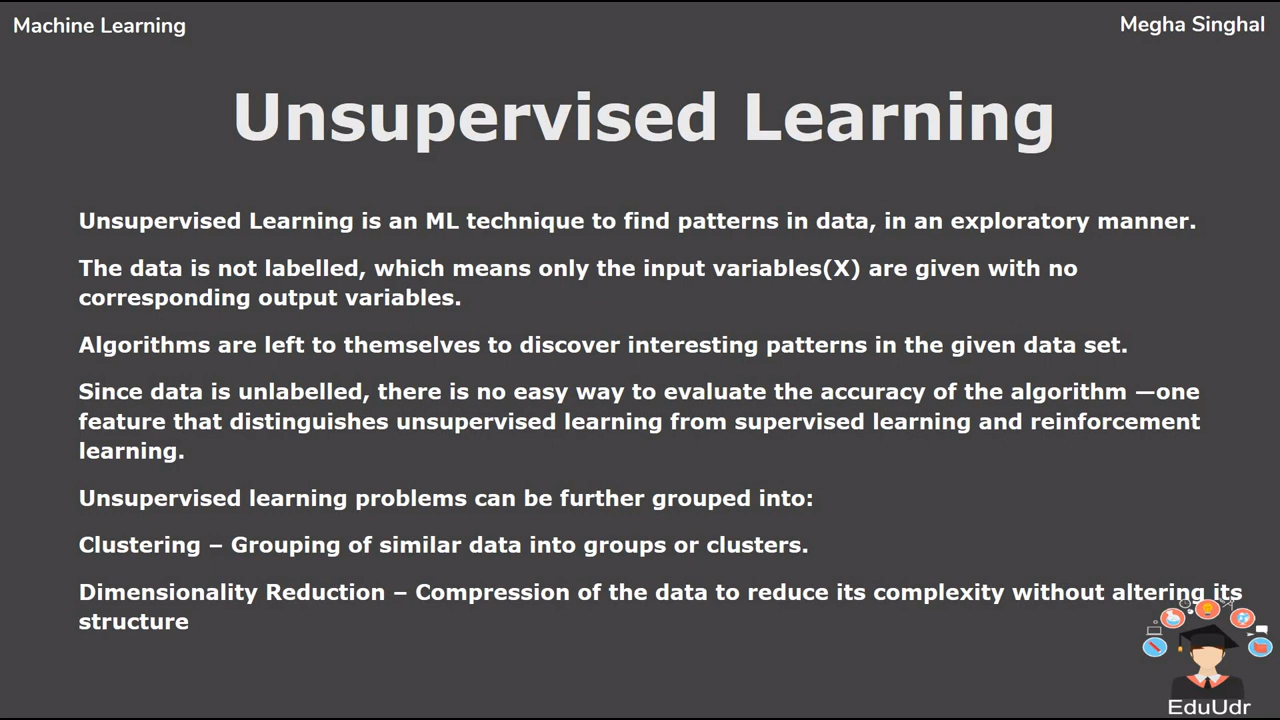 Machine Learning
Megha Singhal
Unsupervised Learning
Unsupervised Learning is an ML technique to find patterns in data, in an exploratory manner.
The data is not labelled, which means only the input variables(X) are given with no
corresponding output variables.
Algorithms are left to themselves to discover interesting patterns in the given data set.
Since data is unlabelled, there is no easy way to evaluate the accuracy of the algorithm —one
feature that distinguishes unsupervised learning from supervised learning and reinforcement
learning.
Unsupervised learning problems can be further grouped into:
Clustering – Grouping of similar data into groups or clusters.
Dimensionality Reduction – Compression of the data to reduce its complexity without altering its
structure
EduUdr